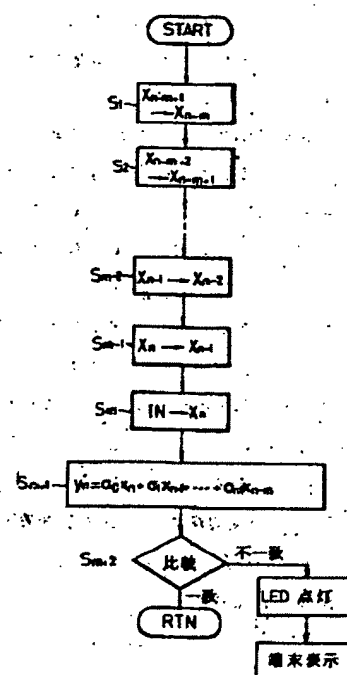 START
S1
Xn-m+1
→ Xn-m
S2
Xn-m+2
→ Xn-m+1
Sm-2
Xn-1 → Xn-2
Sm-1
Xn → Xn-1
Sm
IN → Xn
Sm+1
yn = a0xn + a1xn-1 + ······ + amxn-m
Sm+2
比較
不一致
一致
LED 点灯
RTN
端末表示